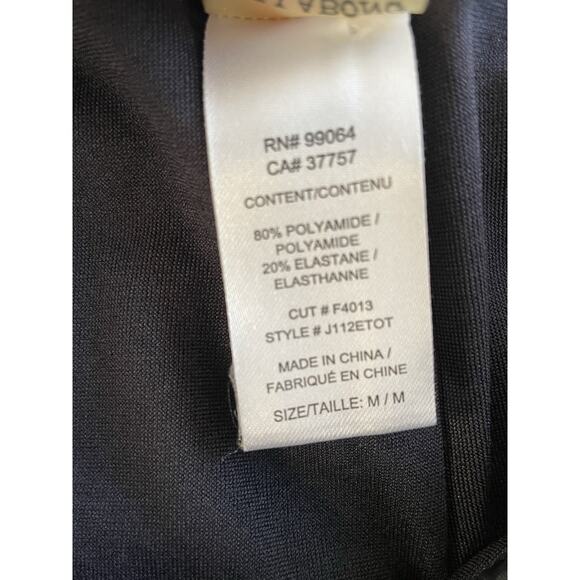 RN# 99064
CA# 37757
CONTENT/CONTENU
80% POLYAMIDE /
POLYAMIDE
20% ELASTANE /
ELASTHANNE
CUT # F4013
STYLE # J112ETOT
MADE IN CHINA /
FABRIQUÉ EN CHINE
SIZE/TAILLE: M / M